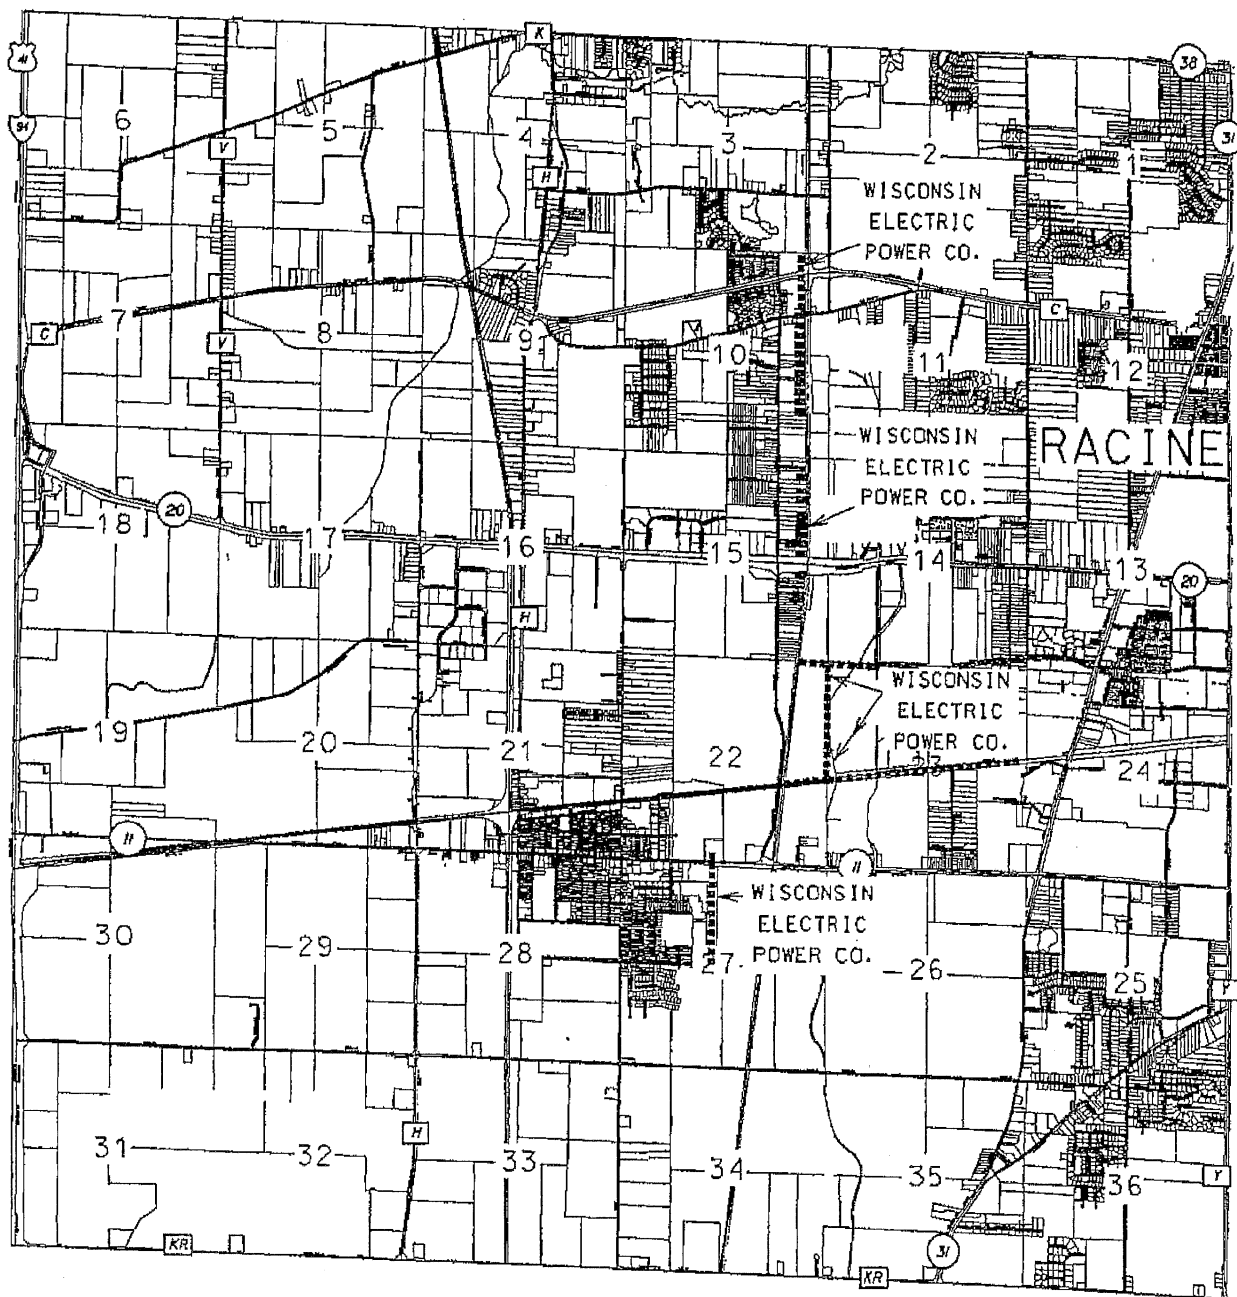 K
41
38
94
6
5
4
3
2
1
31
V
H
WISCONSIN
ELECTRIC
POWER CO.
C
7
V
8
9
10
11
C
12
WISCONSIN
ELECTRIC
POWER CO.
RACINE
18
20
17
16
15
14
13
20
H
WISCONSIN
ELECTRIC
POWER CO.
19
20
21
22
23
24
11
11
WISCONSIN
ELECTRIC
POWER CO.
30
29
28
27
26
25
Y
H
31
32
33
34
35
36
Y
KR
31
KR